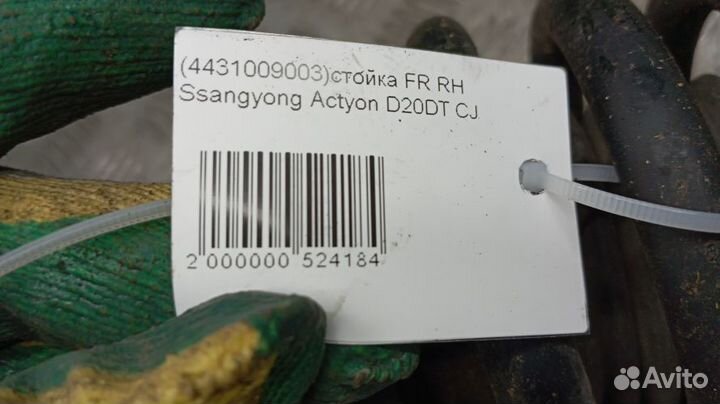 (4431009003)стойка FR RH
Ssangyong Actyon D20DT CJ
2 000000 524184
Avito